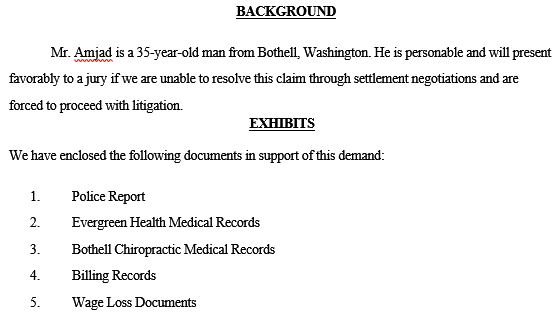 BACKGROUND
Mr. Amjad is a 35-year-old man from Bothell, Washington. He is personable and will present
favorably to a jury if we are unable to resolve this claim through settlement negotiations and are
forced to proceed with litigation.
EXHIBITS
We have enclosed the following documents in support of this demand:
1. Police Report
2. Evergreen Health Medical Records
3. Bothell Chiropractic Medical Records
4. Billing Records
5. Wage Loss Documents